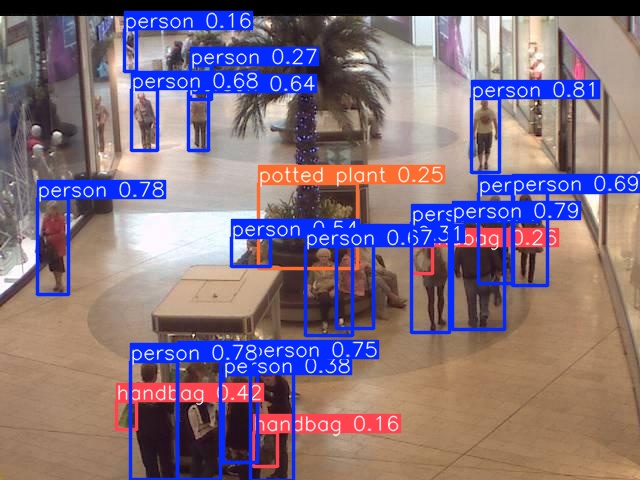 person 0.16
person 0.27
person 0.68
0.64
person 0.81
potted plant 0.25
person 0.78
person 0.69
person 0.79
person 0.54
person 0.67
.31
handbag 0.26
person 0.78
person 0.75
person 0.38
handbag 0.42
handbag 0.16